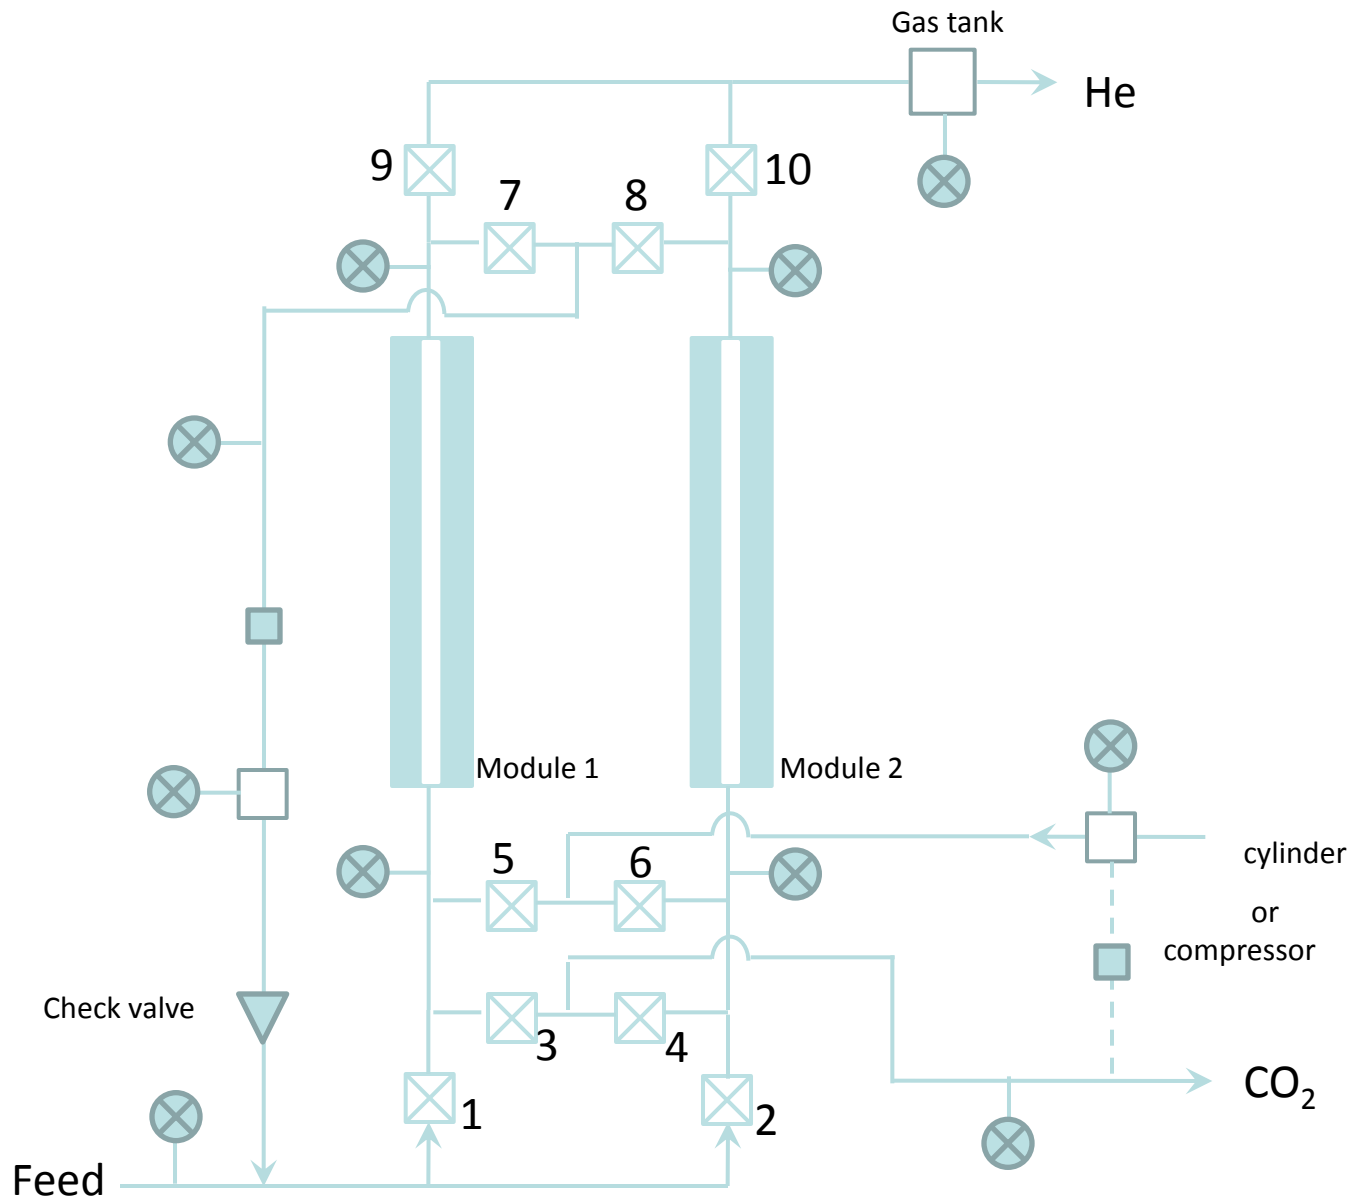 Gas tank
He
9
10
7
8
Module 1
Module 2
5
6
cylinder
or
compressor
Check valve
3
4
1
2
CO₂
Feed